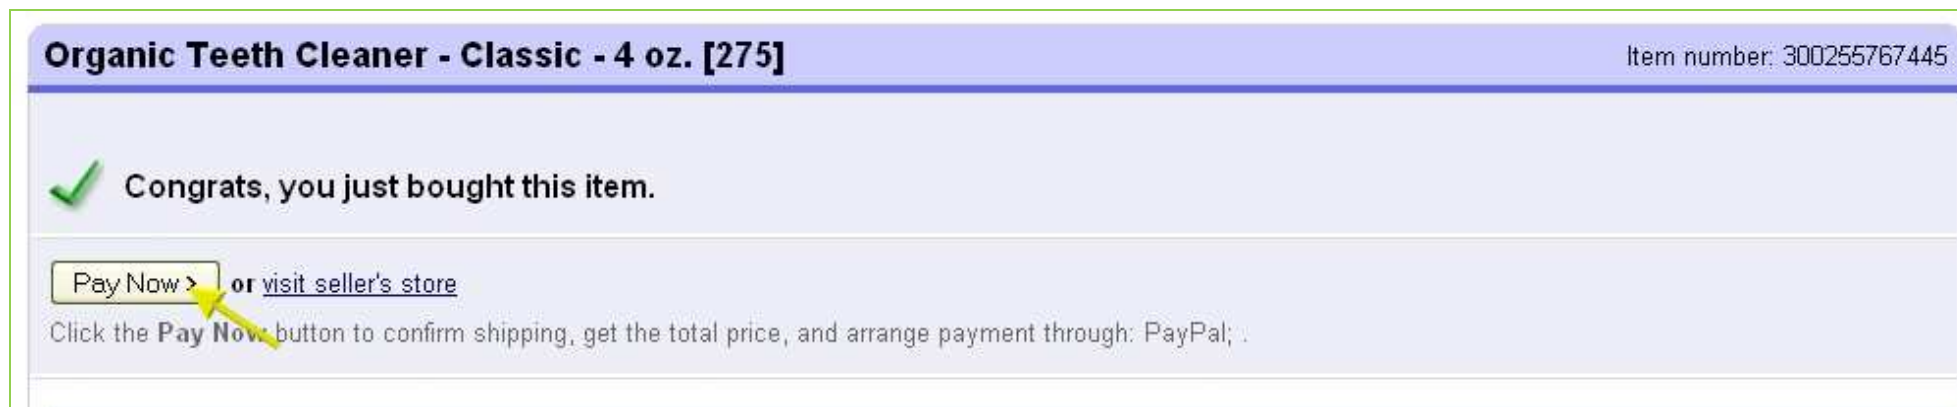 Organic Teeth Cleaner - Classic - 4 oz. [275]
Item number: 300255767445
Congrats, you just bought this item.
Pay Now > or visit seller's store
Click the Pay Now button to confirm shipping, get the total price, and arrange payment through: PayPal; .